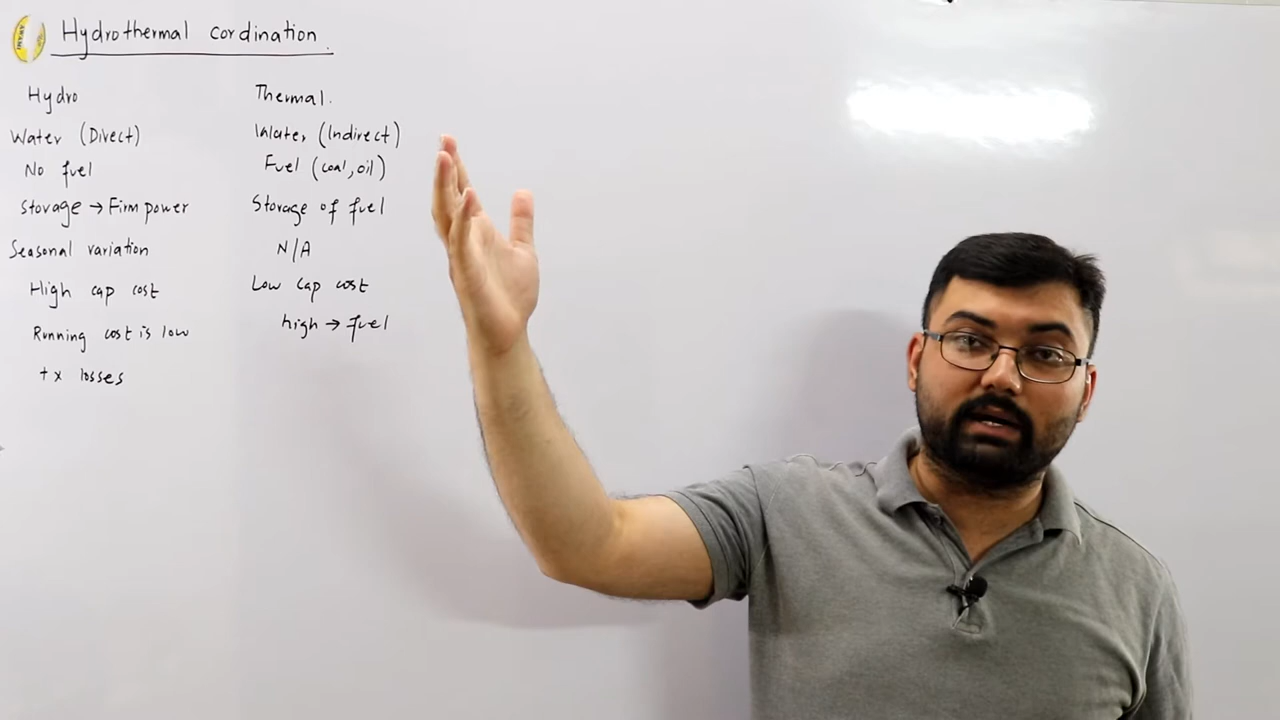 Hydrothermal cordination.
Hydro Thermal.
Water (Direct) Water (Indirect)
No fuel Fuel (coal, oil)
Storage → Firm power Storage of fuel
Seasonal variation N/A
High cap cost Low cap cost
Running cost is low high → fuel
tx losses